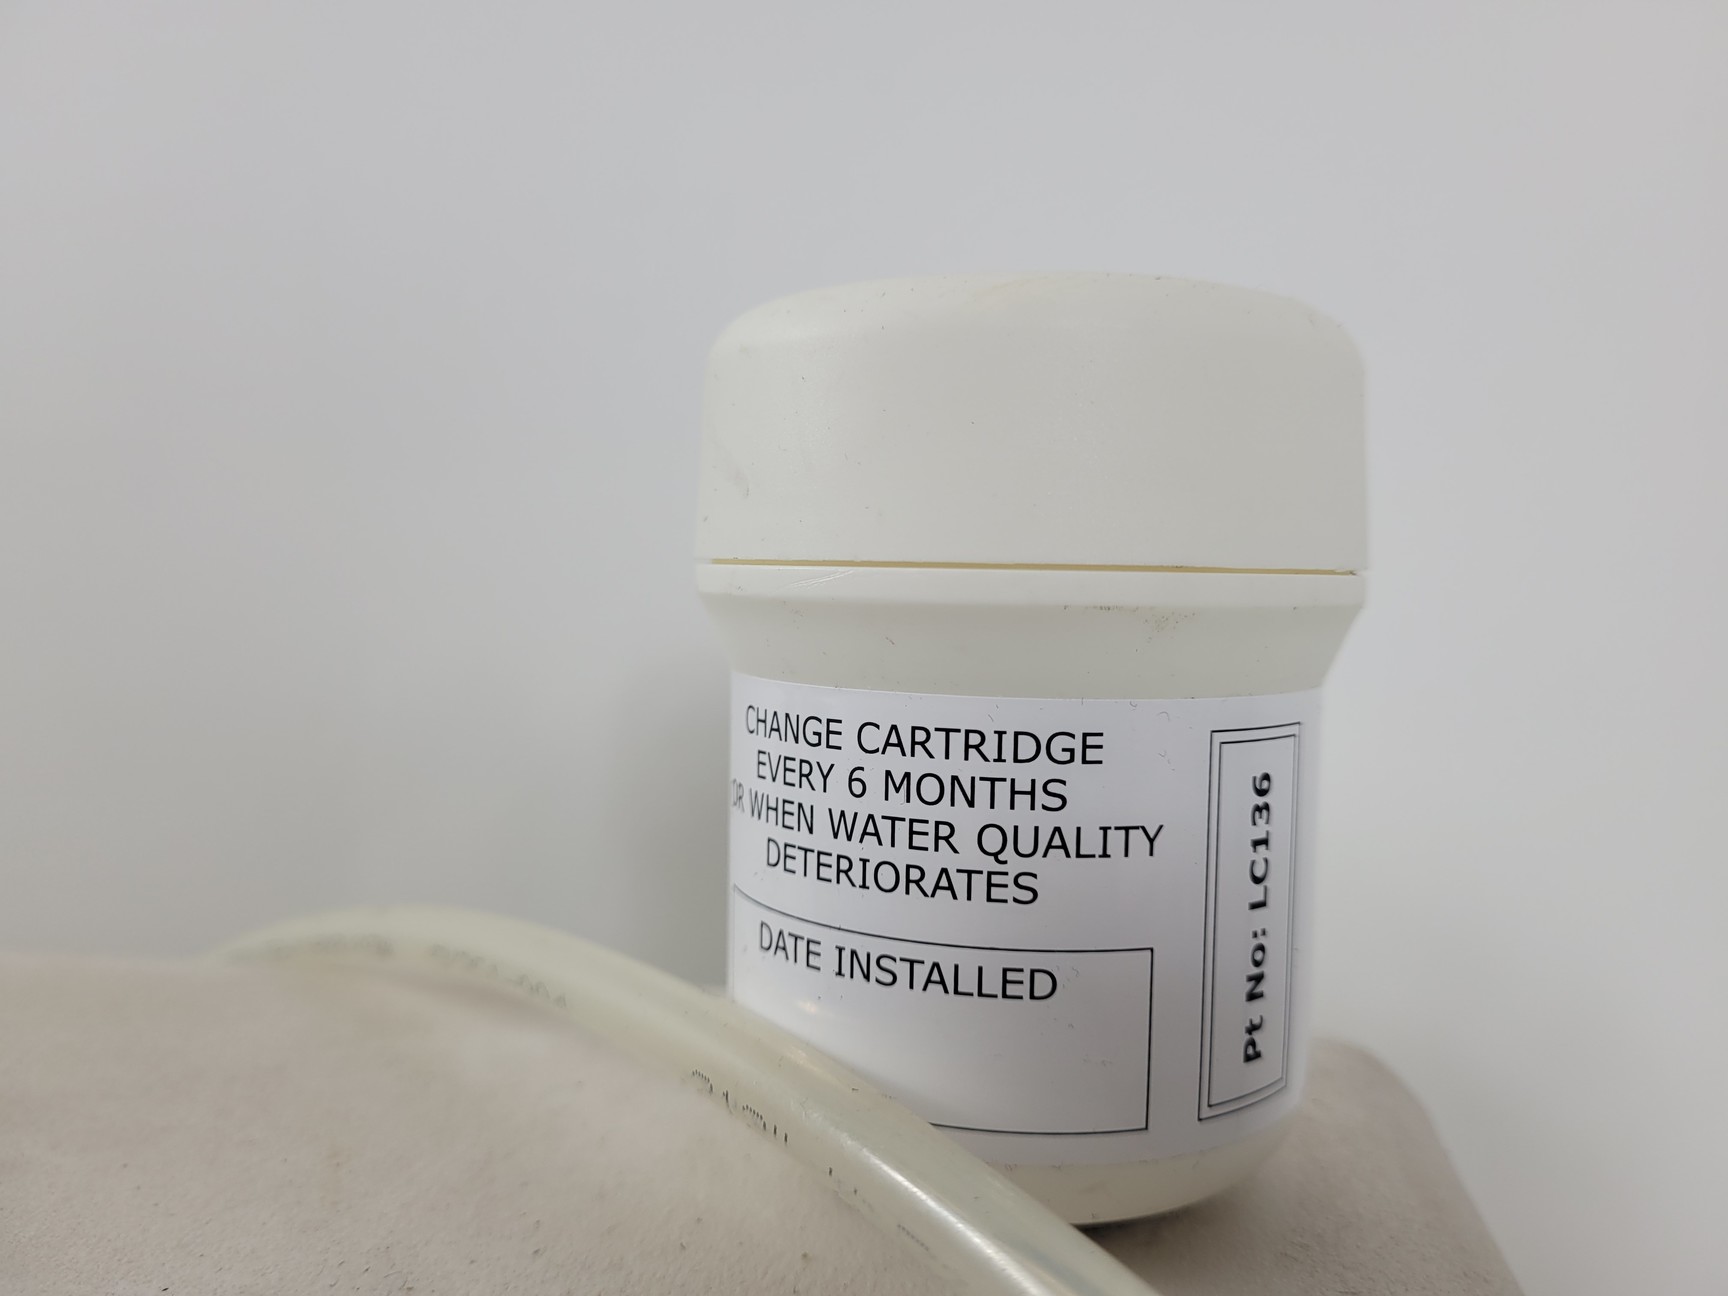 CHANGE CARTRIDGE
EVERY 6 MONTHS
OR WHEN WATER QUALITY
DETERIORATES
DATE INSTALLED
Pt No: LC136